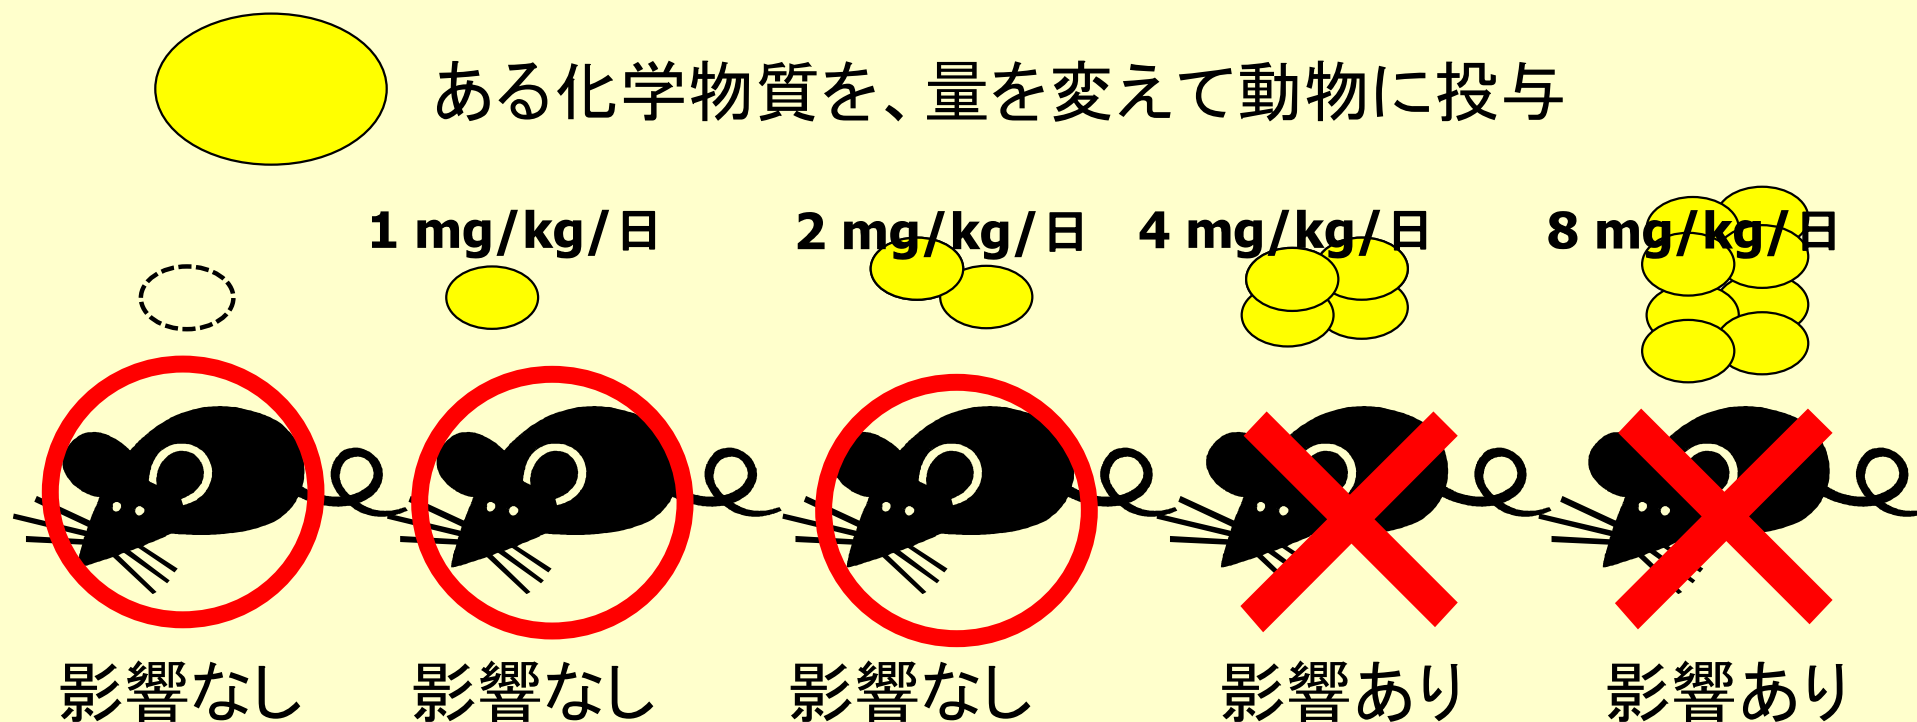 ある化学物質を、量を変えて動物に投与
1 mg/kg/日 2 mg/kg/日 4 mg/kg/日 8 mg/kg/日
影響なし 影響なし 影響なし 影響あり 影響あり